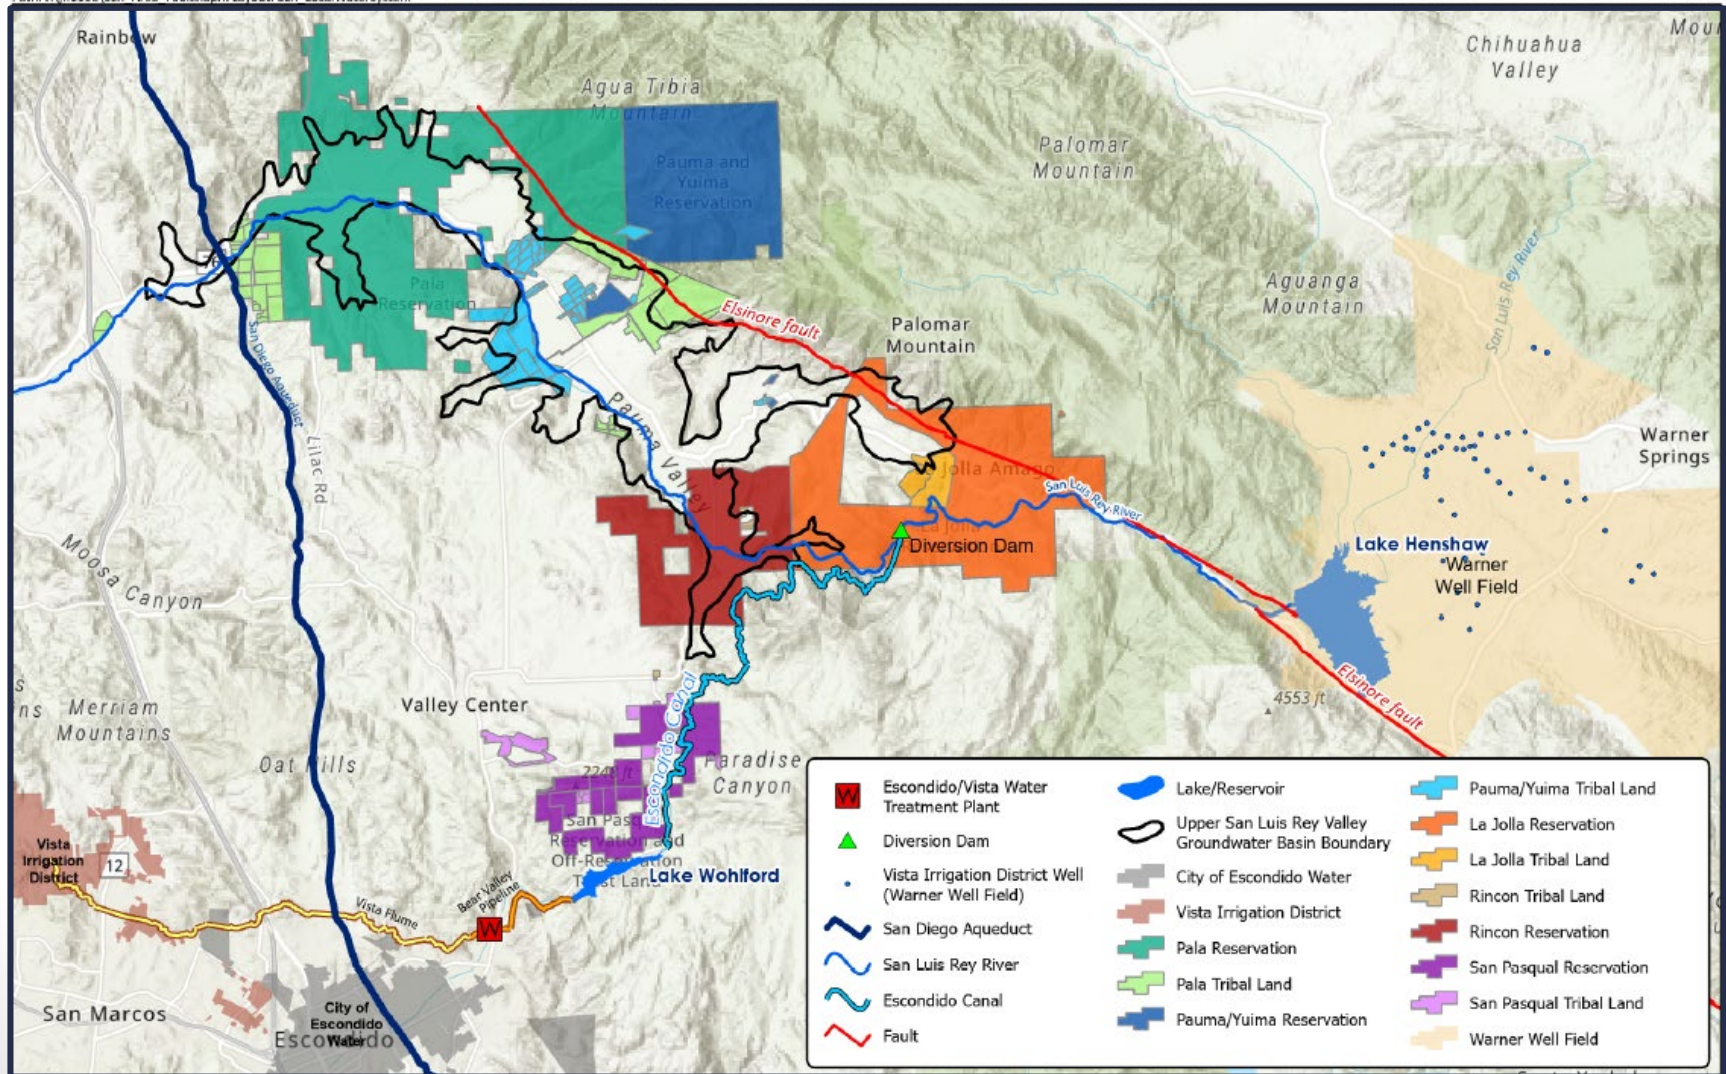 Rainbow
Agua Tibia
Mountain
Chihuahua
Valley
Palomar
Mountain
Pauma and
Yuima
Reservation
Aguanga
Mountain
San Luis Rey River
Pala
Reservation
Elsinore fault
Palomar
Mountain
San Diego Aqueduct
Lilac Rd
Pauma Valley
Warner
Springs
La Jolla Amago
San Luis Rey River
Diversion Dam
Lake Henshaw
Warner
Well Field
Moosa Canyon
Elsinore fault
4553 ft
Valley Center
Merriam
Mountains
Oat Hills
Escondido Canal
Paradise
Canyon
San Pasqual
Reservation and
Off-Reservation
Trust Land
Lake Wohlford
Vista
Irrigation
District
12
Bear Valley
Pipeline
Vista Flume
W
San Marcos
City of
Escondido
Water
Escondido
W
Escondido/Vista Water
Treatment Plant
Diversion Dam
Vista Irrigation District Well
(Warner Well Field)
San Diego Aqueduct
San Luis Rey River
Escondido Canal
Fault
Lake/Reservoir
Upper San Luis Rey Valley
Groundwater Basin Boundary
City of Escondido Water
Vista Irrigation District
Pala Reservation
Pala Tribal Land
Pauma/Yuima Reservation
Pauma/Yuima Tribal Land
La Jolla Reservation
La Jolla Tribal Land
Rincon Tribal Land
Rincon Reservation
San Pasqual Reservation
San Pasqual Tribal Land
Warner Well Field